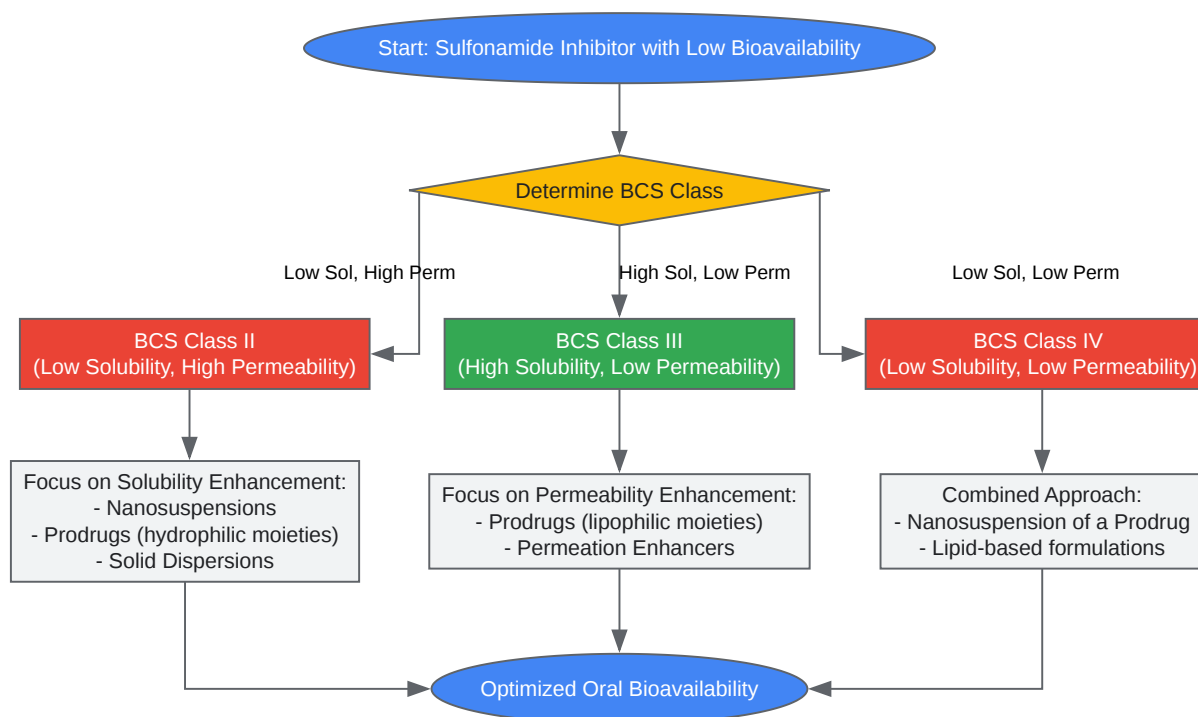 Start: Sulfonamide Inhibitor with Low Bioavailability
Determine BCS Class
Low Sol, High Perm
High Sol, Low Perm
Low Sol, Low Perm
BCS Class II
(Low Solubility, High Permeability)
BCS Class III
(High Solubility, Low Permeability)
BCS Class IV
(Low Solubility, Low Permeability)
Focus on Solubility Enhancement:
- Nanosuspensions
- Prodrugs (hydrophilic moieties)
- Solid Dispersions
Focus on Permeability Enhancement:
- Prodrugs (lipophilic moieties)
- Permeation Enhancers
Combined Approach:
- Nanosuspension of a Prodrug
- Lipid-based formulations
Optimized Oral Bioavailability